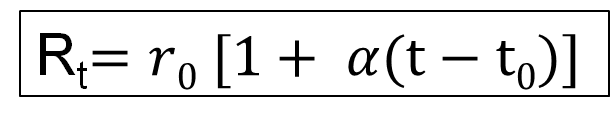 Rₜ= r₀ [1 + α(t − t₀)]